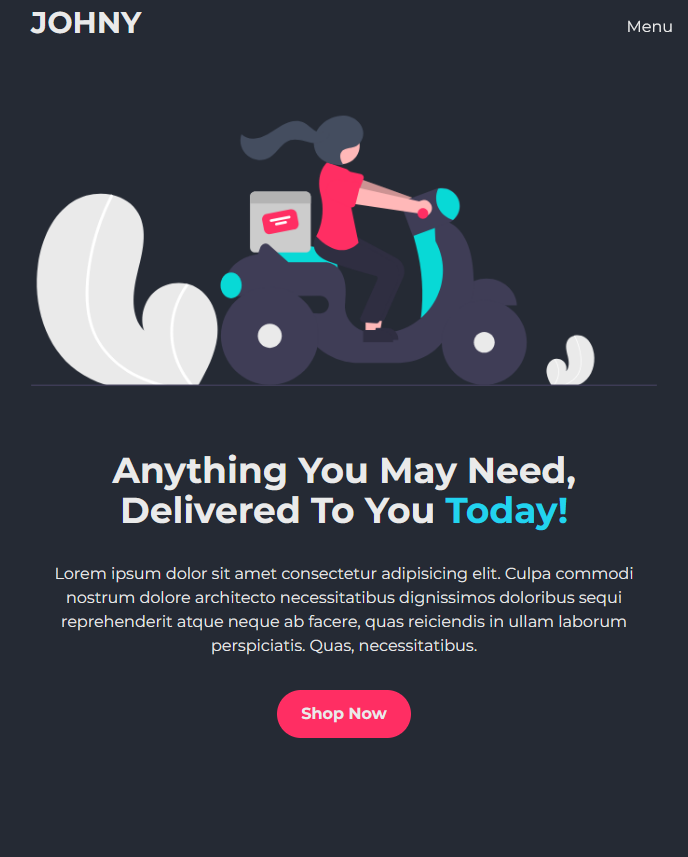 JOHNY
Menu
Anything You May Need,
Delivered To You Today!
Lorem ipsum dolor sit amet consectetur adipisicing elit. Culpa commodi
nostrum dolore architecto necessitatibus dignissimos doloribus sequi
reprehenderit atque neque ab facere, quas reiciendis in ullam laborum
perspiciatis. Quas, necessitatibus.
Shop Now